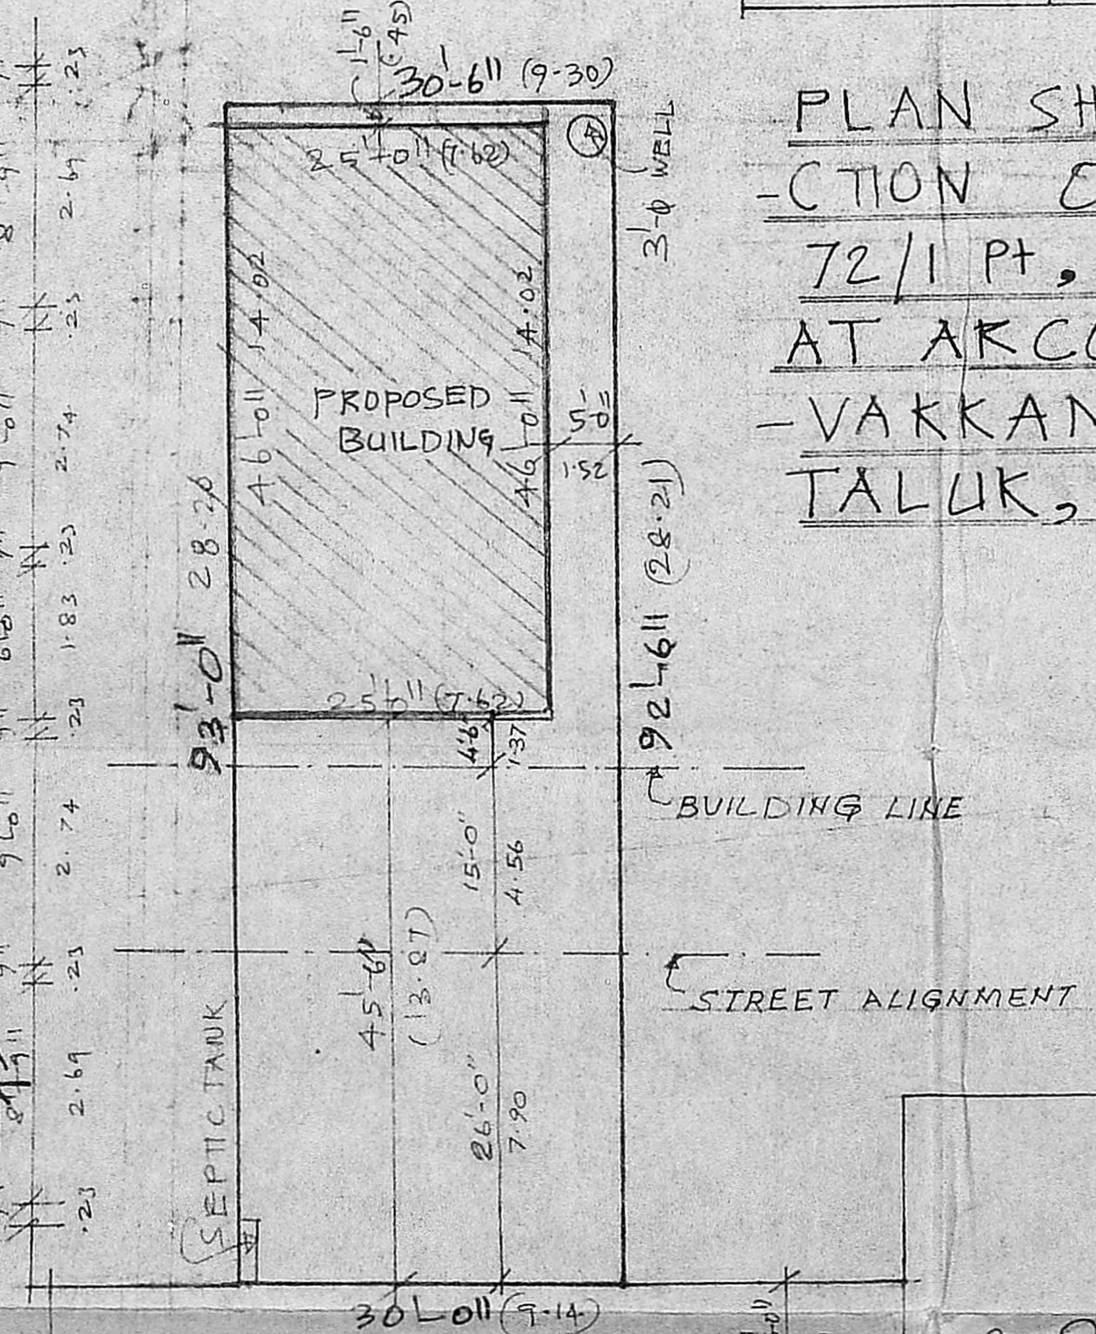 1'-6"
(.45)
30'-6" (9.30)
25'-0" (7.62)
3'-φ WELL
14.02
46'-0"
14.02
46'-0"
PROPOSED
BUILDING
5'-0"
1.52
93'-0" 28.26
92'-6" (28.21)
25'-0" (7.62)
4'-6"
1.37
BUILDING LINE
15'-0"
4.56
45'-6"
(13.87)
STREET ALIGNMENT
26'-0"
7.90
SEPTIC TANK
30'-0" (9.14)
PLAN SH
-CTION
72/1 Pt,
AT ARCO
-VAKKAN
TALUK,
.23
2.69
.23
2.74
.23
1.83
.23
2.74
.23
2.69
.23